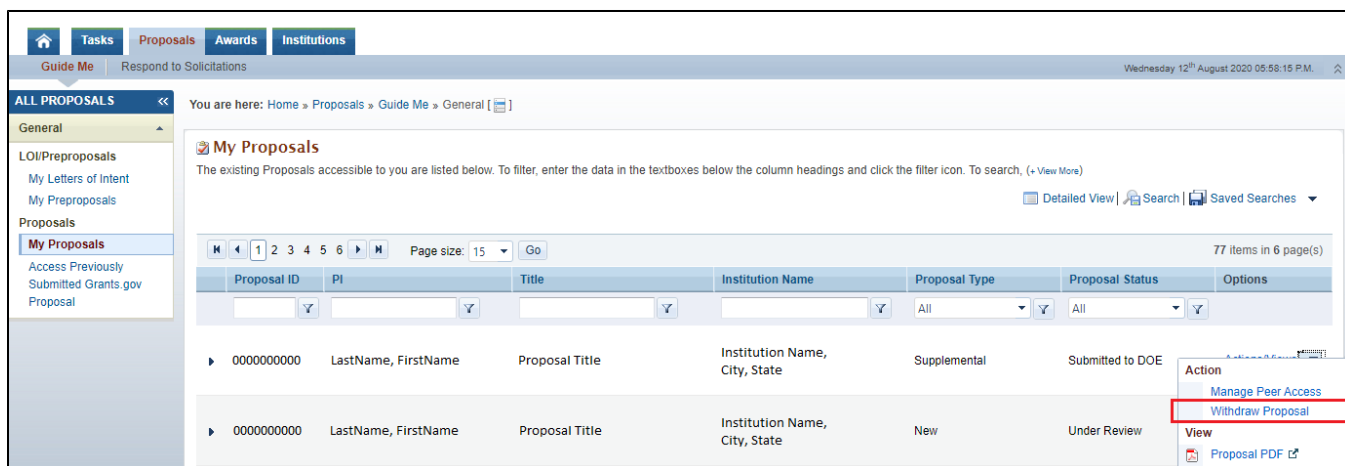 Tasks Proposals Awards Institutions
Guide Me Respond to Solicitations Wednesday 12th August 2020 05:58:15 P.M.
ALL PROPOSALS «
You are here: Home » Proposals » Guide Me » General [ ]
General
LOI/Preproposals
My Letters of Intent
My Preproposals
Proposals
My Proposals
Access Previously
Submitted Grants.gov
Proposal
My Proposals
The existing Proposals accessible to you are listed below. To filter, enter the data in the textboxes below the column headings and click the filter icon. To search, (+ View More)
Detailed View | Search | Saved Searches
1 2 3 4 5 6 Page size: 15 Go 77 items in 6 page(s)
Proposal ID PI Title Institution Name Proposal Type Proposal Status Options
All All
0000000000 LastName, FirstName Proposal Title Institution Name, City, State Supplemental Submitted to DOE
Action
Manage Peer Access
Withdraw Proposal
0000000000 LastName, FirstName Proposal Title Institution Name, City, State New Under Review
View
Proposal PDF